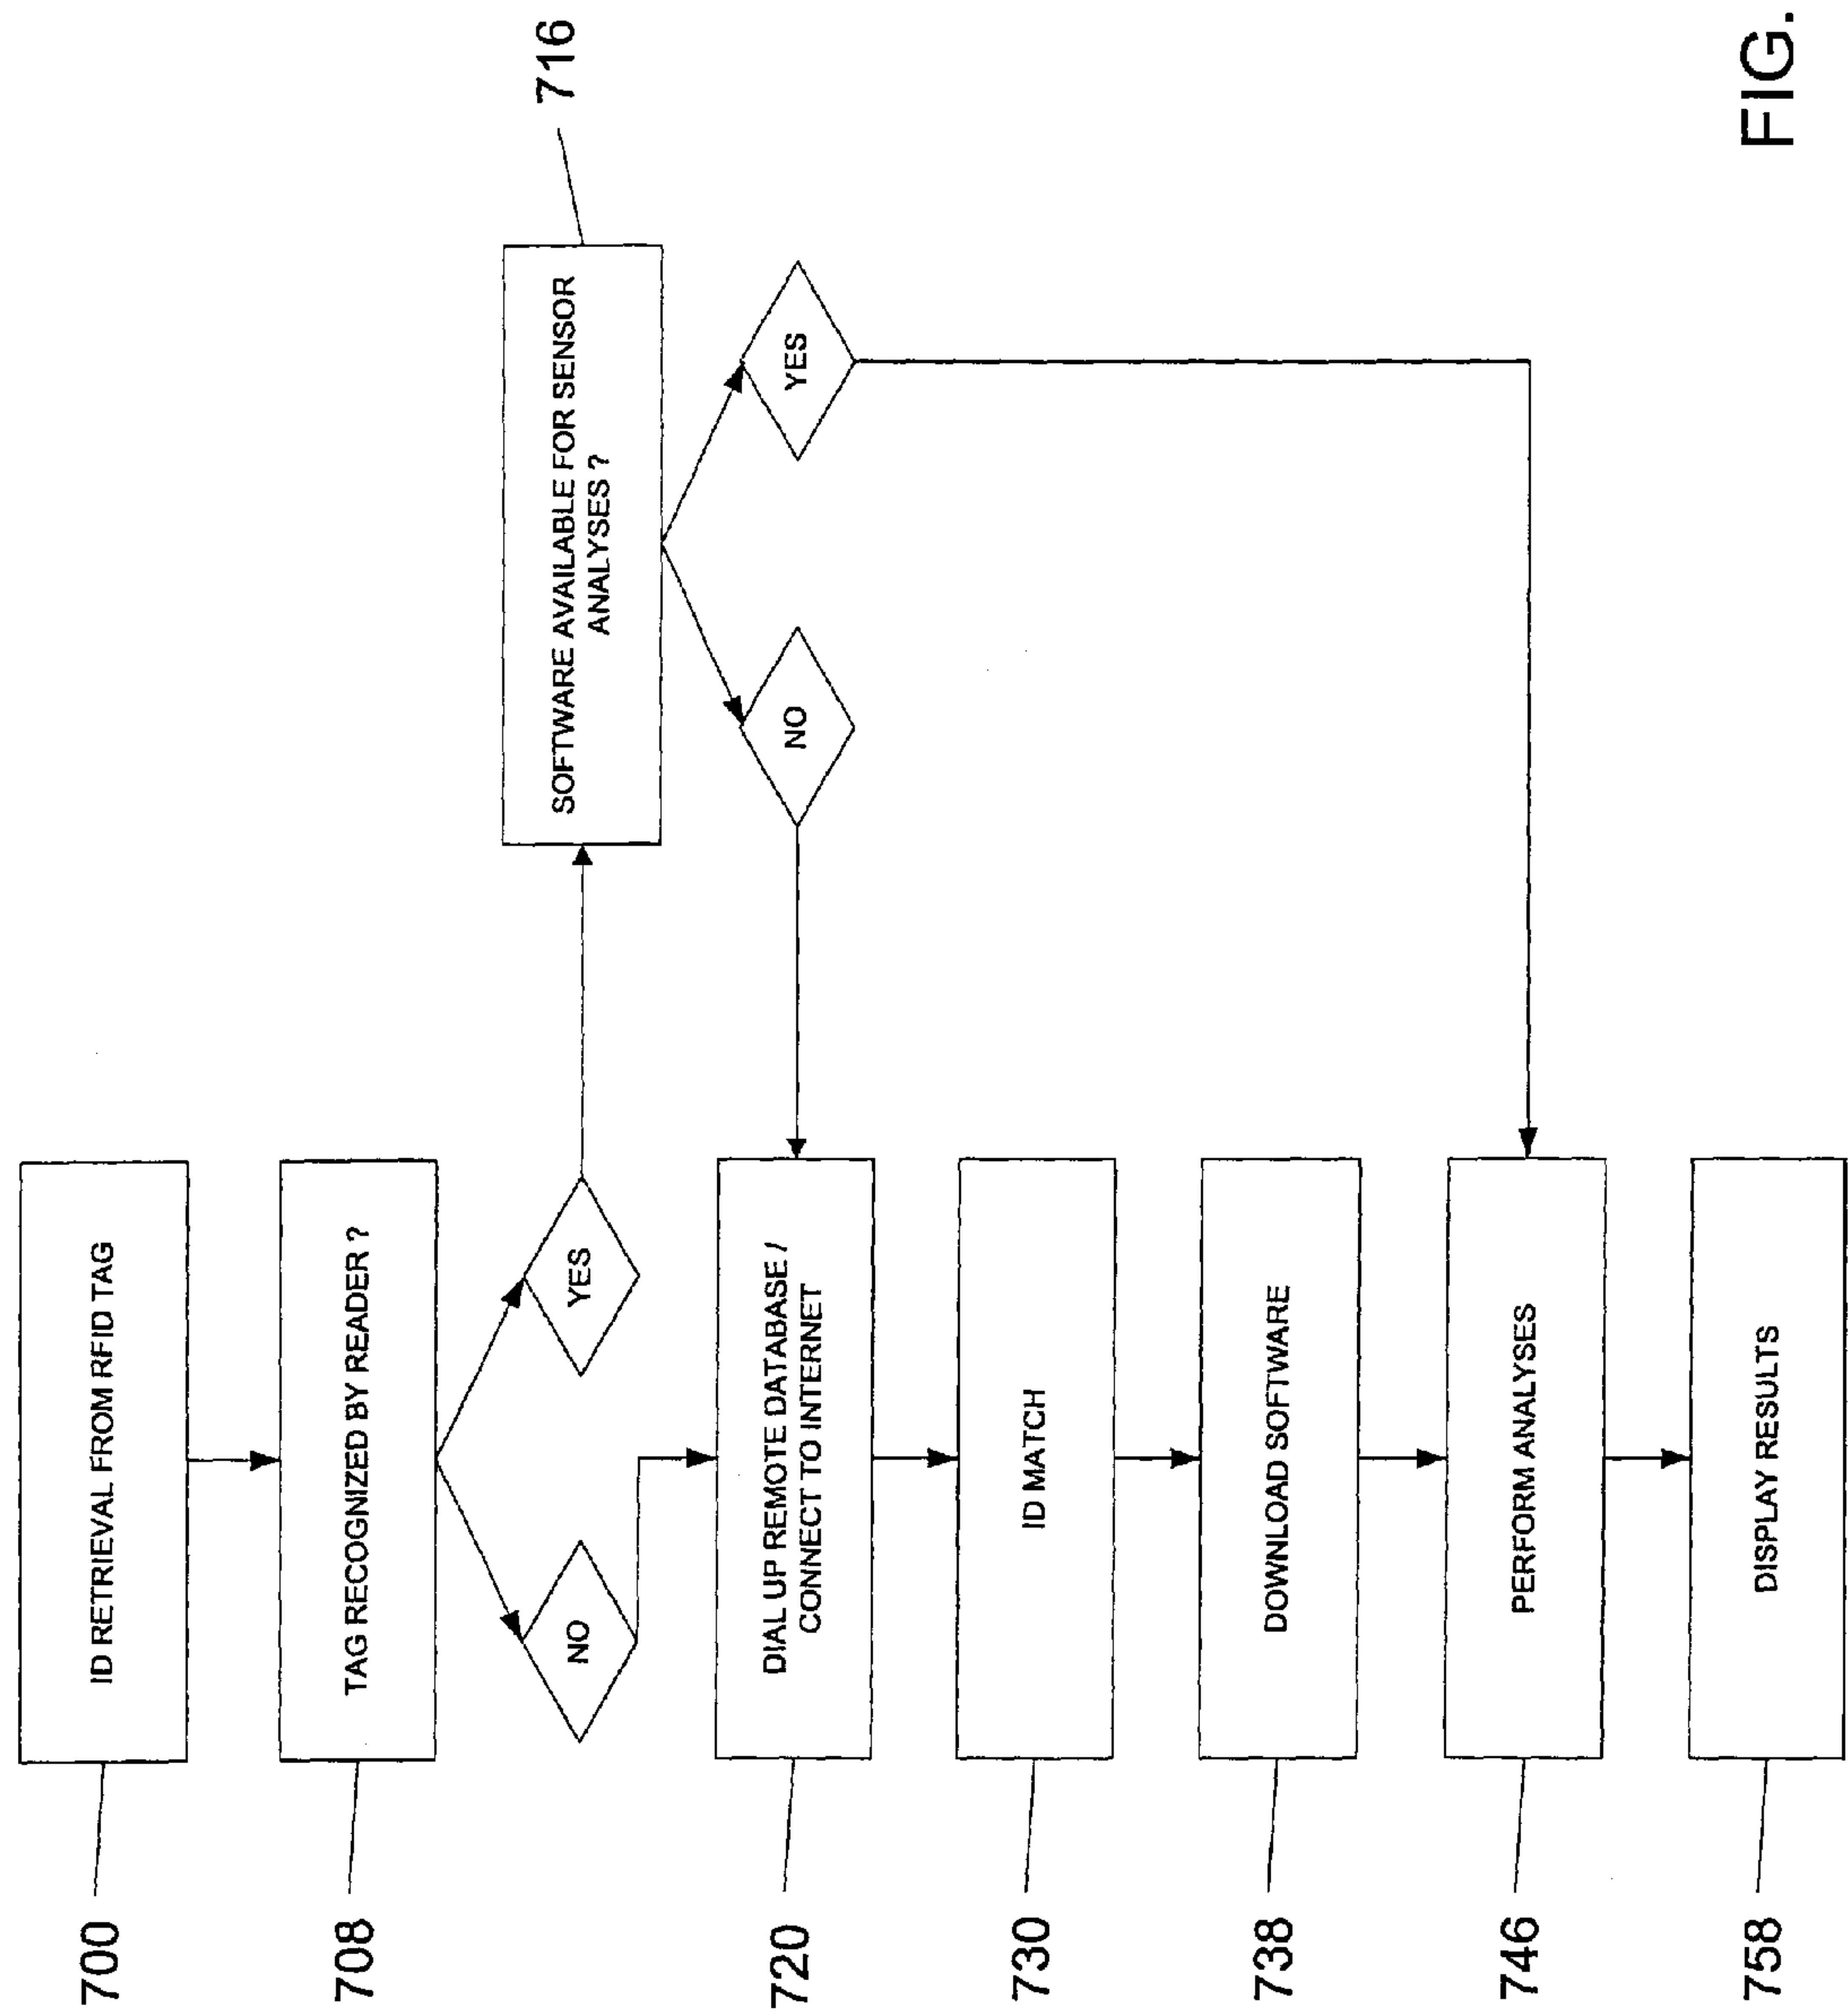 700
ID RETRIEVAL FROM RFID TAG
708
TAG RECOGNIZED BY READER ?
NO
YES
716
SOFTWARE AVAILABLE FOR SENSOR
ANALYSES ?
NO
YES
720
DIAL UP REMOTE DATABASE /
CONNECT TO INTERNET
730
ID MATCH
738
DOWNLOAD SOFTWARE
746
PERFORM ANALYSES
758
DISPLAY RESULTS
FIG.